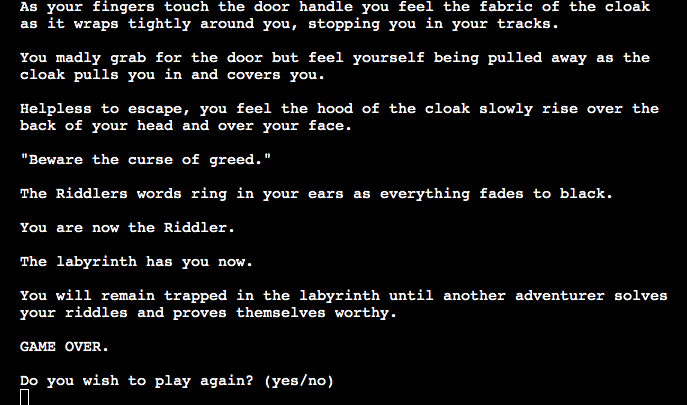 As your fingers touch the door handle you feel the fabric of the cloak
as it wraps tightly around you, stopping you in your tracks.
You madly grab for the door but feel yourself being pulled away as the
cloak pulls you in and covers you.
Helpless to escape, you feel the hood of the cloak slowly rise over the
back of your head and over your face.
"Beware the curse of greed."
The Riddlers words ring in your ears as everything fades to black.
You are now the Riddler.
The labyrinth has you now.
You will remain trapped in the labyrinth until another adventurer solves
your riddles and proves themselves worthy.
GAME OVER.
Do you wish to play again? (yes/no)